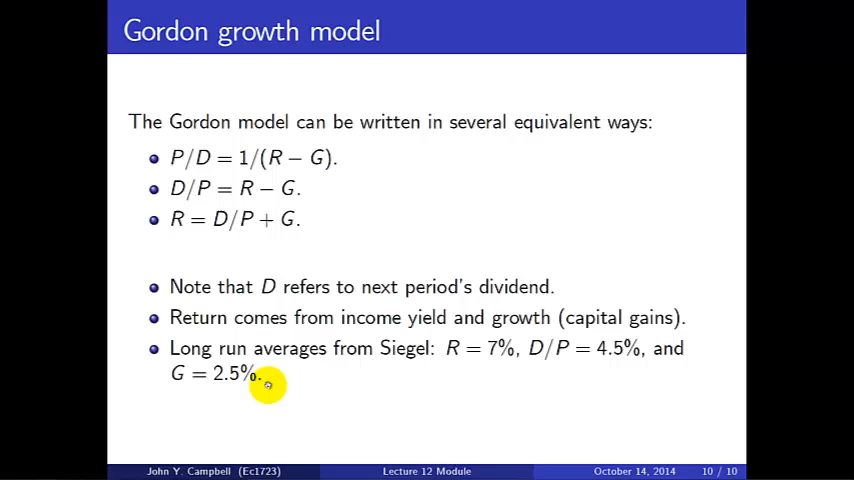 Gordon growth model
The Gordon model can be written in several equivalent ways:
P/D = 1/(R − G).
D/P = R − G.
R = D/P + G.
Note that D refers to next period's dividend.
Return comes from income yield and growth (capital gains).
Long run averages from Siegel: R = 7%, D/P = 4.5%, and
G = 2.5%.
John Y. Campbell (Ec1723) Lecture 12 Module October 14, 2014 10 / 10